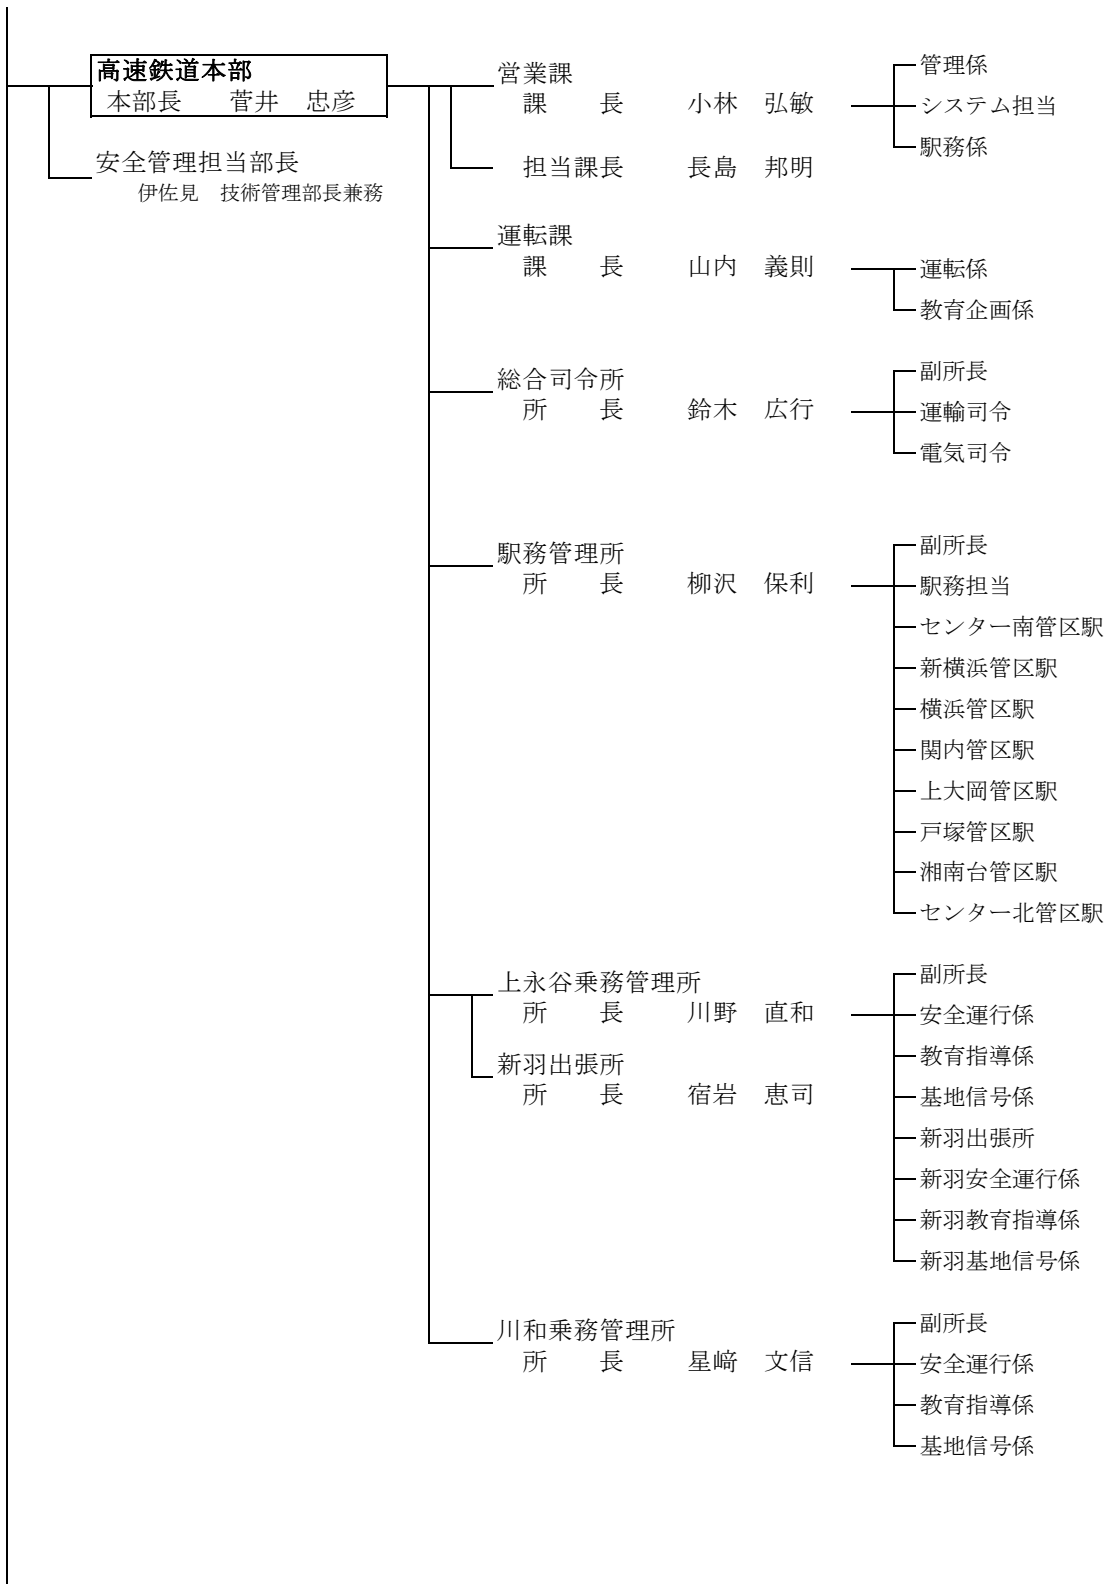 高速鉄道本部
本部長　　菅井　忠彦
安全管理担当部長
伊佐見　技術管理部長兼務
営業課
課　　長　　小林　弘敏
管理係
システム担当
駅務係
担当課長　　長島　邦明
運転課
課　　長　　山内　義則
運転係
教育企画係
総合司令所
所　　長　　鈴木　広行
副所長
運輸司令
電気司令
駅務管理所
所　　長　　柳沢　保利
副所長
駅務担当
センター南管区駅
新横浜管区駅
横浜管区駅
関内管区駅
上大岡管区駅
戸塚管区駅
湘南台管区駅
センター北管区駅
上永谷乗務管理所
所　　長　　川野　直和
新羽出張所
所　　長　　宿岩　恵司
副所長
安全運行係
教育指導係
基地信号係
新羽出張所
新羽安全運行係
新羽教育指導係
新羽基地信号係
川和乗務管理所
所　　長　　星﨑　文信
副所長
安全運行係
教育指導係
基地信号係